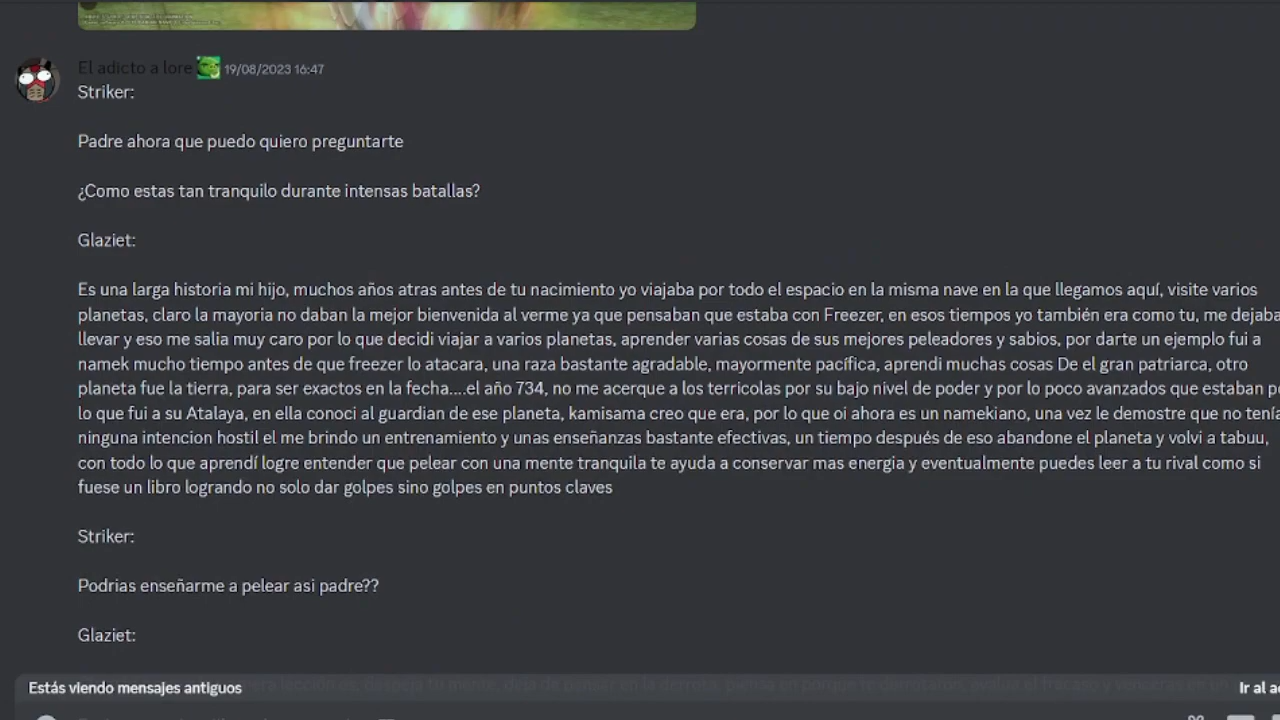 El adicto a lore 19/08/2023 16:47
Striker:
Padre ahora que puedo quiero preguntarte
¿Como estas tan tranquilo durante intensas batallas?
Glaziet:
Es una larga historia mi hijo, muchos años atras antes de tu nacimiento yo viajaba por todo el espacio en la misma nave en la que llegamos aquí, visite varios
planetas, claro la mayoria no daban la mejor bienvenida al verme ya que pensaban que estaba con Freezer, en esos tiempos yo también era como tu, me dejaba
llevar y eso me salia muy caro por lo que decidi viajar a varios planetas, aprender varias cosas de sus mejores peleadores y sabios, por darte un ejemplo fui a
namek mucho tiempo antes de que freezer lo atacara, una raza bastante agradable, mayormente pacífica, aprendi muchas cosas De el gran patriarca, otro
planeta fue la tierra, para ser exactos en la fecha....el año 734, no me acerque a los terricolas por su bajo nivel de poder y por lo poco avanzados que estaban
lo que fui a su Atalaya, en ella conoci al guardian de ese planeta, kamisama creo que era, por lo que oi ahora es un namekiano, una vez le demostre que no tenía
ninguna intencion hostil el me brindo un entrenamiento y unas enseñanzas bastante efectivas, un tiempo después de eso abandone el planeta y volvi a tabuu,
con todo lo que aprendí logre entender que pelear con una mente tranquila te ayuda a conservar mas energia y eventualmente puedes leer a tu rival como si
fuese un libro logrando no solo dar golpes sino golpes en puntos claves
Striker:
Podrias enseñarme a pelear asi padre??
Glaziet:
Estás viendo mensajes antiguos Ir al